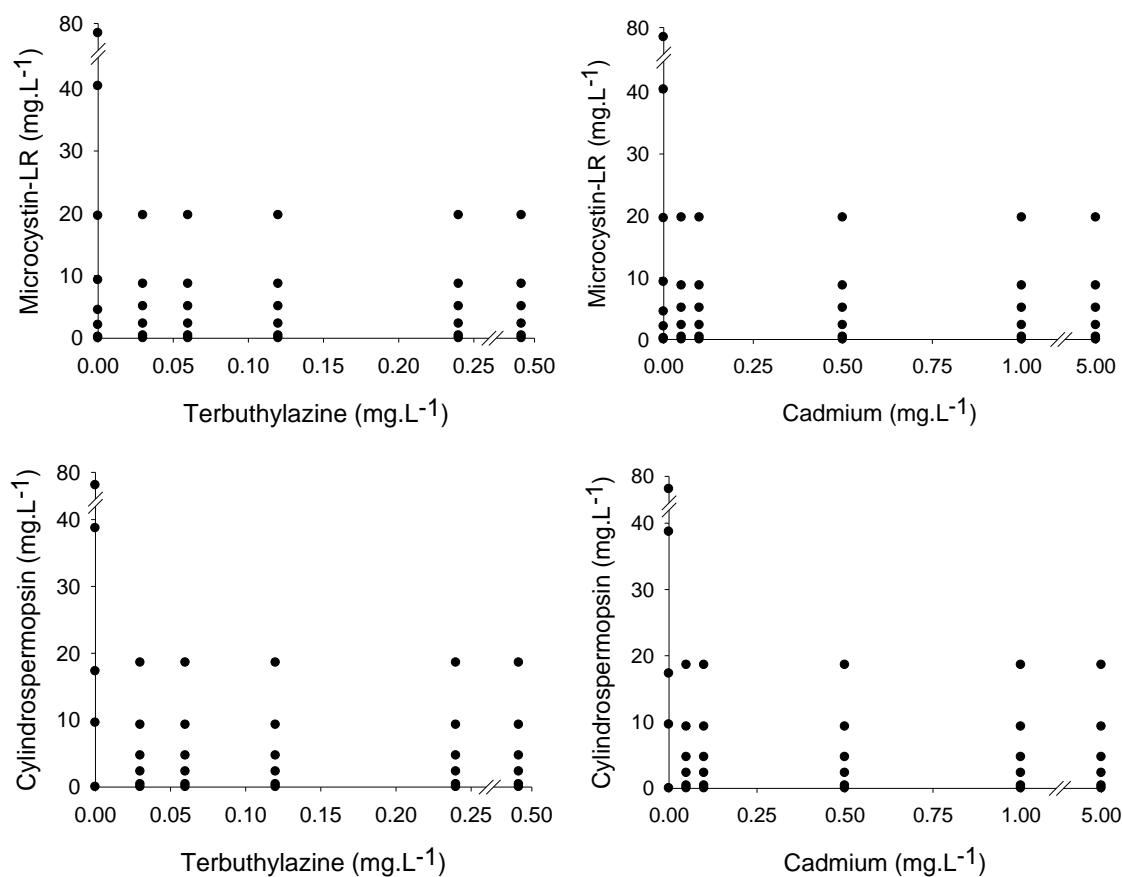 Microcystin-LR (mg.L-1)
80
40
30
20
10
0
0.00 0.05 0.10 0.15 0.20 0.25 0.50
Terbuthylazine (mg.L-1)
Microcystin-LR (mg.L-1)
80
40
30
20
10
0
0.00 0.25 0.50 0.75 1.00 5.00
Cadmium (mg.L-1)
Cylindrospermopsin (mg.L-1)
80
40
30
20
10
0
0.00 0.05 0.10 0.15 0.20 0.25 0.50
Terbuthylazine (mg.L-1)
Cylindrospermopsin (mg.L-1)
80
40
30
20
10
0
0.00 0.25 0.50 0.75 1.00 5.00
Cadmium (mg.L-1)